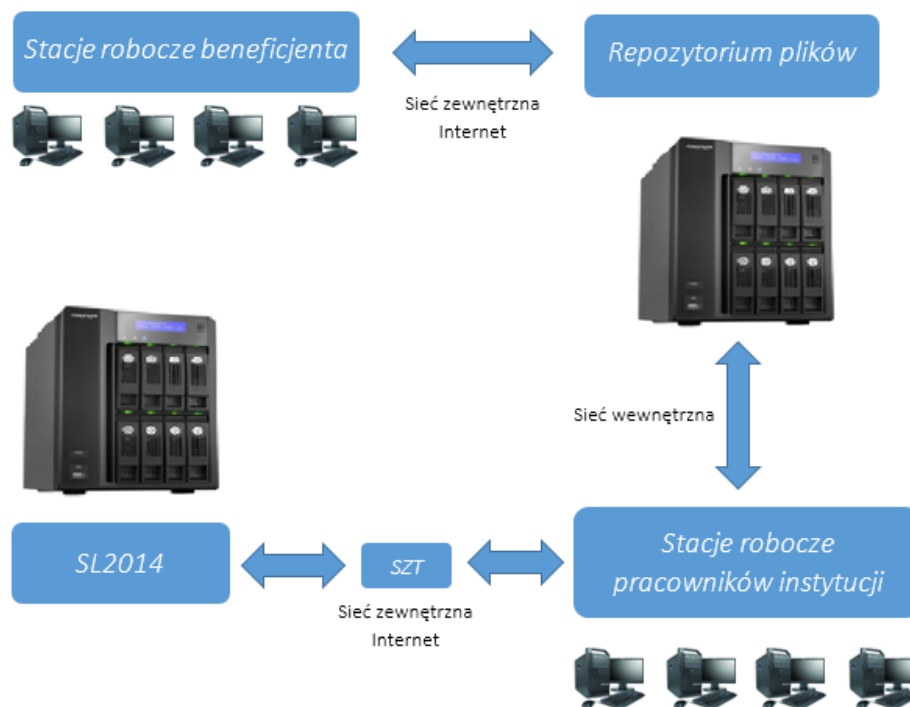 Stacje robocze beneficjenta
Repozytorium plików
Sieć zewnętrzna
Internet
Sieć wewnętrzna
SL2014
SZT
Sieć zewnętrzna
Internet
Stacje robocze
pracowników instytucji